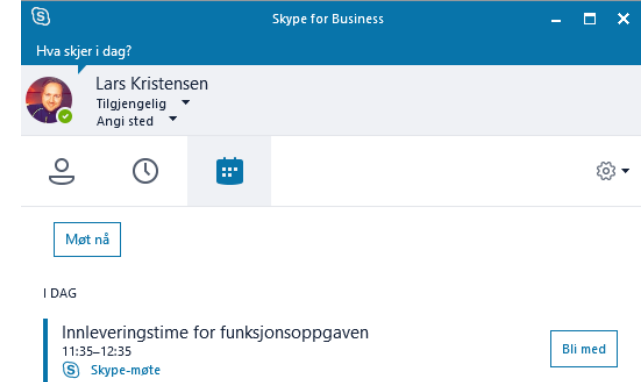 Skype for Business
Hva skjer i dag?
Lars Kristensen
Tilgjengelig
Angi sted
Møt nå
I DAG
Innleveringstime for funksjonsoppgaven
11:35–12:35
Bli med
Skype-møte